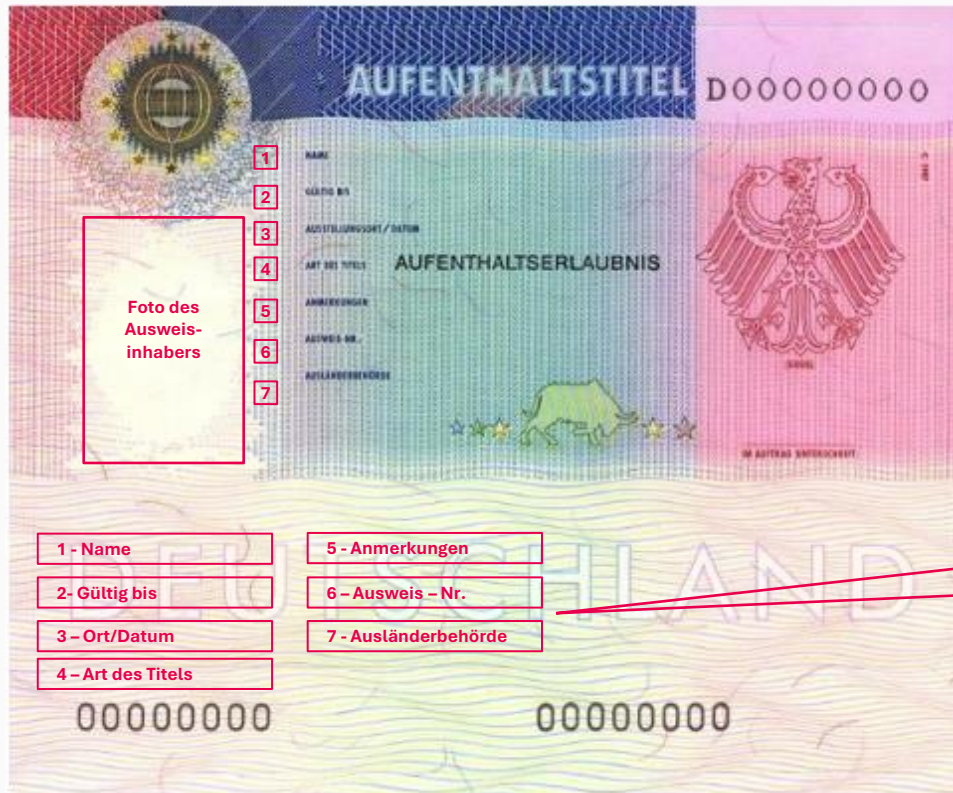 AUFENTHALTSTITEL D00000000
1 NAME
2 GÜLTIG BIS
3 AUSSTELLUNGSORT / DATUM
4 ART DES TITELS AUFENTHALTSERLAUBNIS
5 ANMERKUNGEN
6 AUSWEIS-NR.
7 AUSLÄNDERBEHÖRDE
Foto des
Ausweis-
inhabers
IM AUFTRAG UNTERSCHRIFT
DEUTSCHLAND
1 - Name
2- Gültig bis
3 – Ort/Datum
4 – Art des Titels
5 - Anmerkungen
6 – Ausweis – Nr.
7 - Ausländerbehörde
00000000 00000000